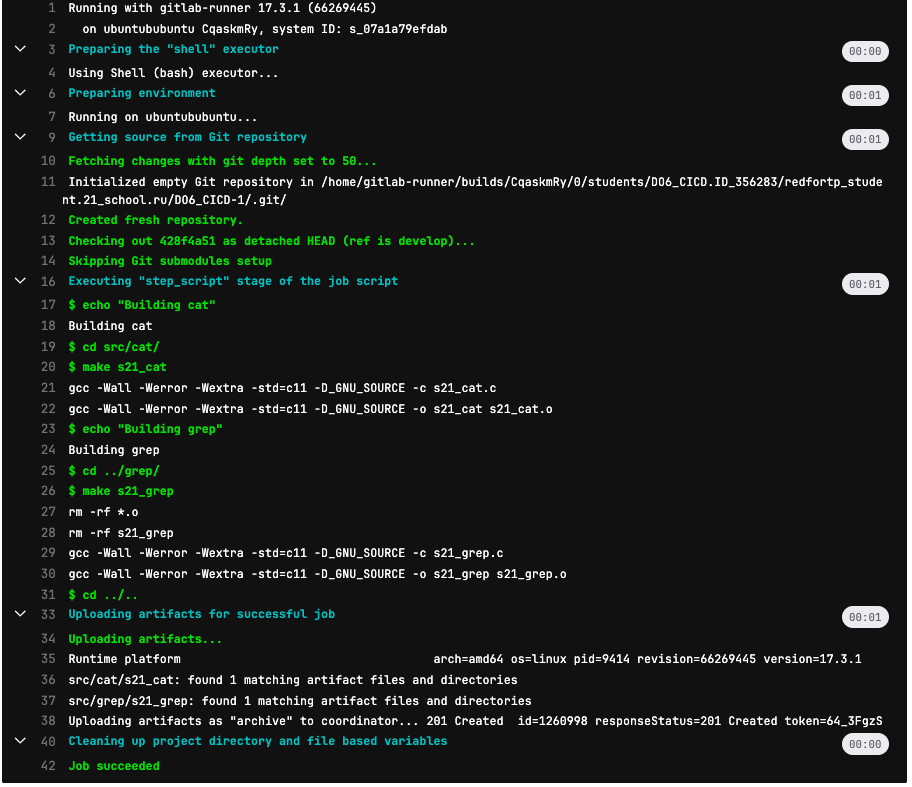 1 Running with gitlab-runner 17.3.1 (66269445)
2 on ubuntububuntu CqaskmRy, system ID: s_07a1a79efdab
3 Preparing the "shell" executor 00:00
4 Using Shell (bash) executor...
6 Preparing environment 00:01
7 Running on ubuntububuntu...
9 Getting source from Git repository 00:01
10 Fetching changes with git depth set to 50...
11 Initialized empty Git repository in /home/gitlab-runner/builds/CqaskmRy/0/students/DO6_CICD.ID_356283/redfortp_stude
nt.21_school.ru/DO6_CICD-1/.git/
12 Created fresh repository.
13 Checking out 428f4a51 as detached HEAD (ref is develop)...
14 Skipping Git submodules setup
16 Executing "step_script" stage of the job script 00:01
17 $ echo "Building cat"
18 Building cat
19 $ cd src/cat/
20 $ make s21_cat
21 gcc -Wall -Werror -Wextra -std=c11 -D_GNU_SOURCE -c s21_cat.c
22 gcc -Wall -Werror -Wextra -std=c11 -D_GNU_SOURCE -o s21_cat s21_cat.o
23 $ echo "Building grep"
24 Building grep
25 $ cd ../grep/
26 $ make s21_grep
27 rm -rf *.o
28 rm -rf s21_grep
29 gcc -Wall -Werror -Wextra -std=c11 -D_GNU_SOURCE -c s21_grep.c
30 gcc -Wall -Werror -Wextra -std=c11 -D_GNU_SOURCE -o s21_grep s21_grep.o
31 $ cd ../..
33 Uploading artifacts for successful job 00:01
34 Uploading artifacts...
35 Runtime platform arch=amd64 os=linux pid=9414 revision=66269445 version=17.3.1
36 src/cat/s21_cat: found 1 matching artifact files and directories
37 src/grep/s21_grep: found 1 matching artifact files and directories
38 Uploading artifacts as "archive" to coordinator... 201 Created id=1260998 responseStatus=201 Created token=64_3FgzS
40 Cleaning up project directory and file based variables 00:00
42 Job succeeded